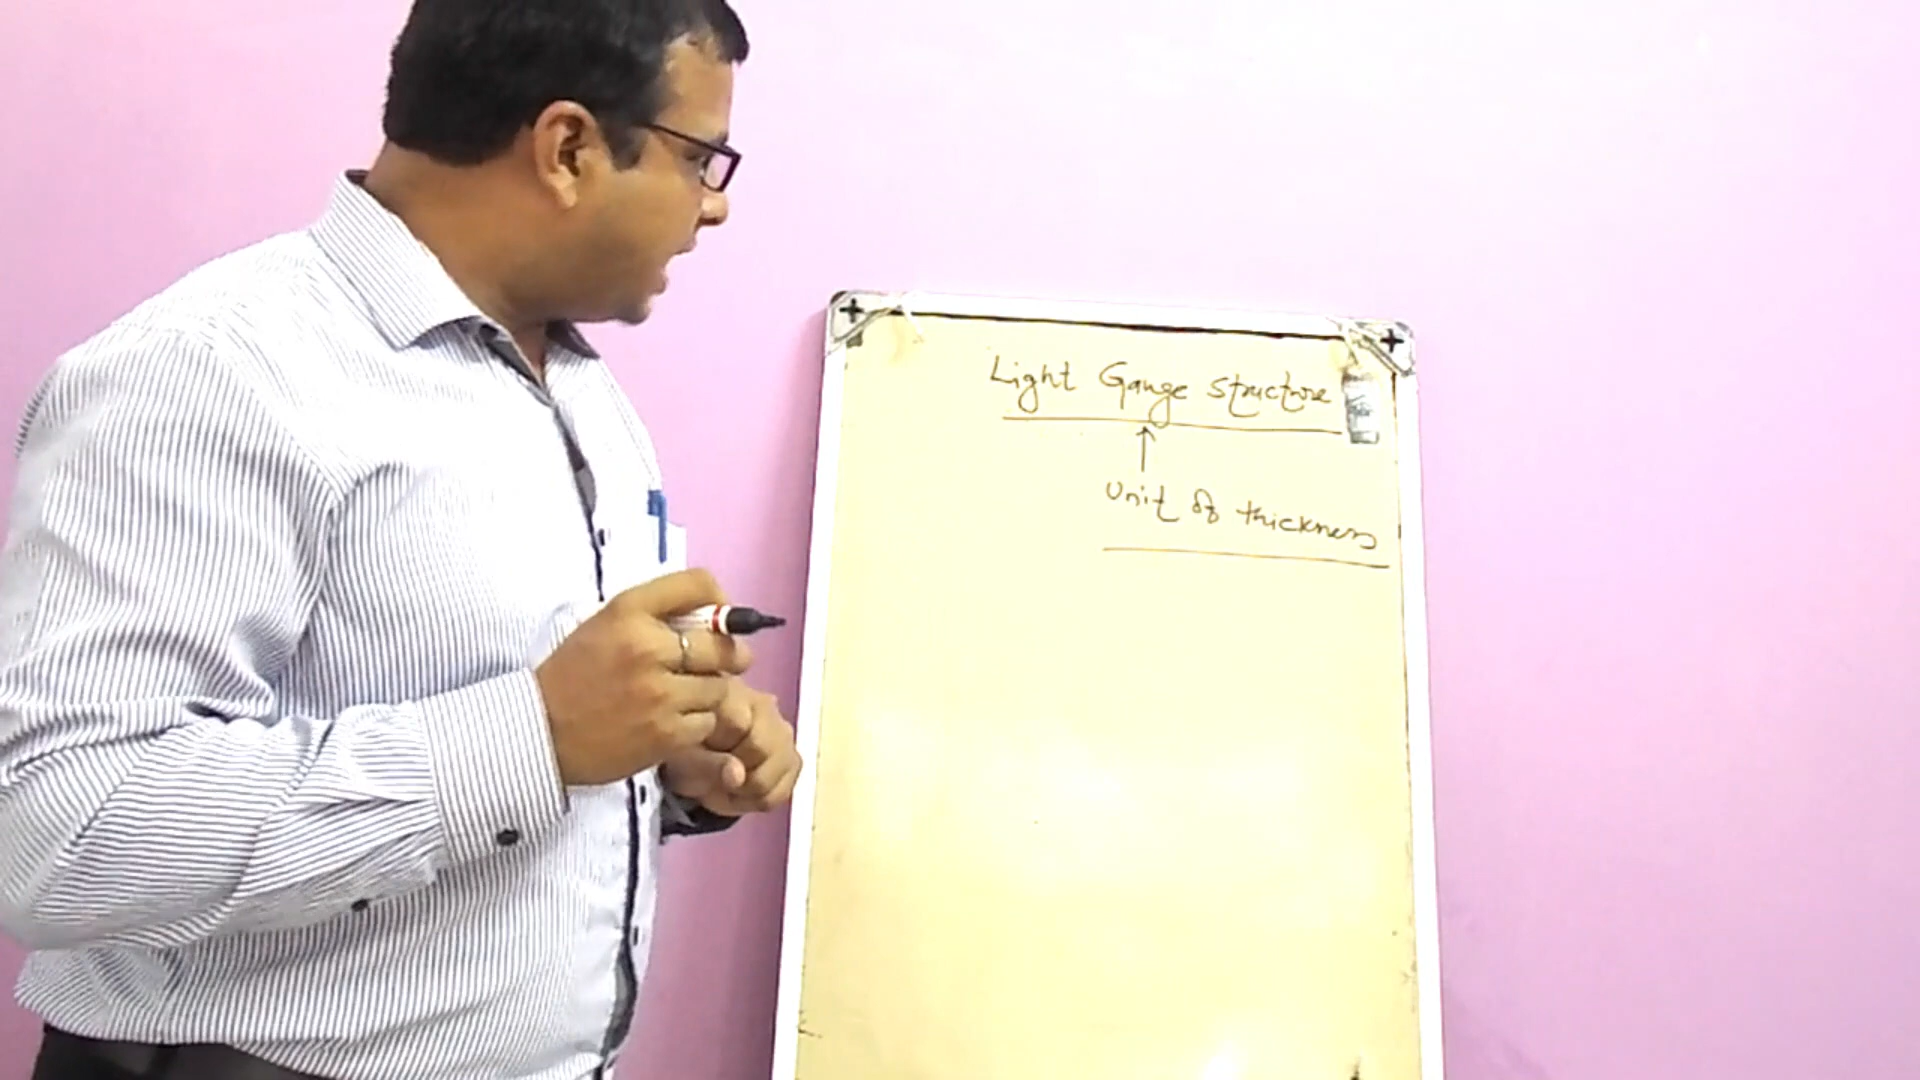 Light Gauge Structure
↑
Unit of thickness